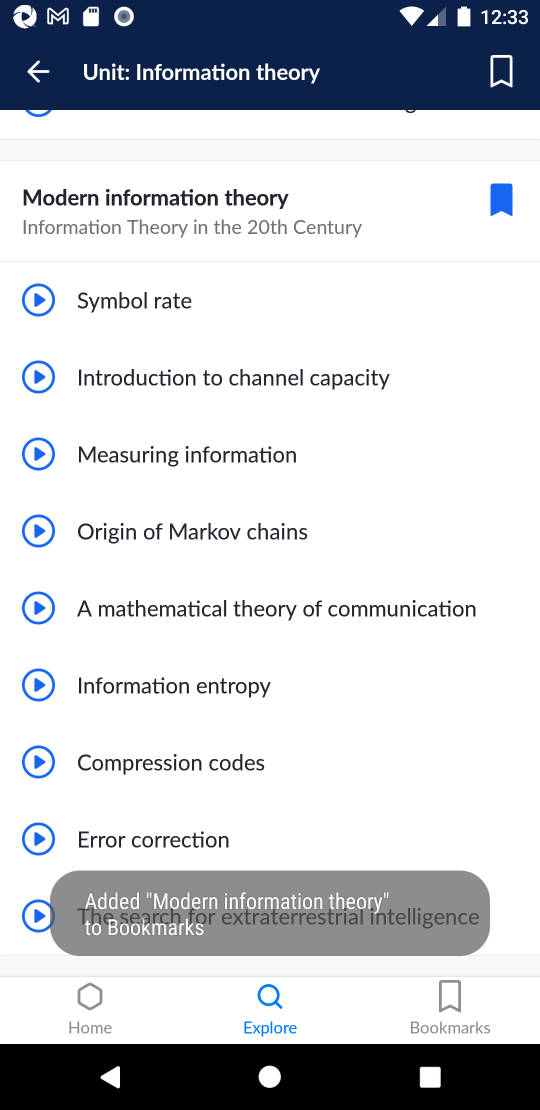 12:33
Unit: Information theory
Modern information theory
Information Theory in the 20th Century
Symbol rate
Introduction to channel capacity
Measuring information
Origin of Markov chains
A mathematical theory of communication
Information entropy
Compression codes
Error correction
Added "Modern information theory"
The search for extraterrestrial intelligence
to Bookmarks
Home
Explore
Bookmarks